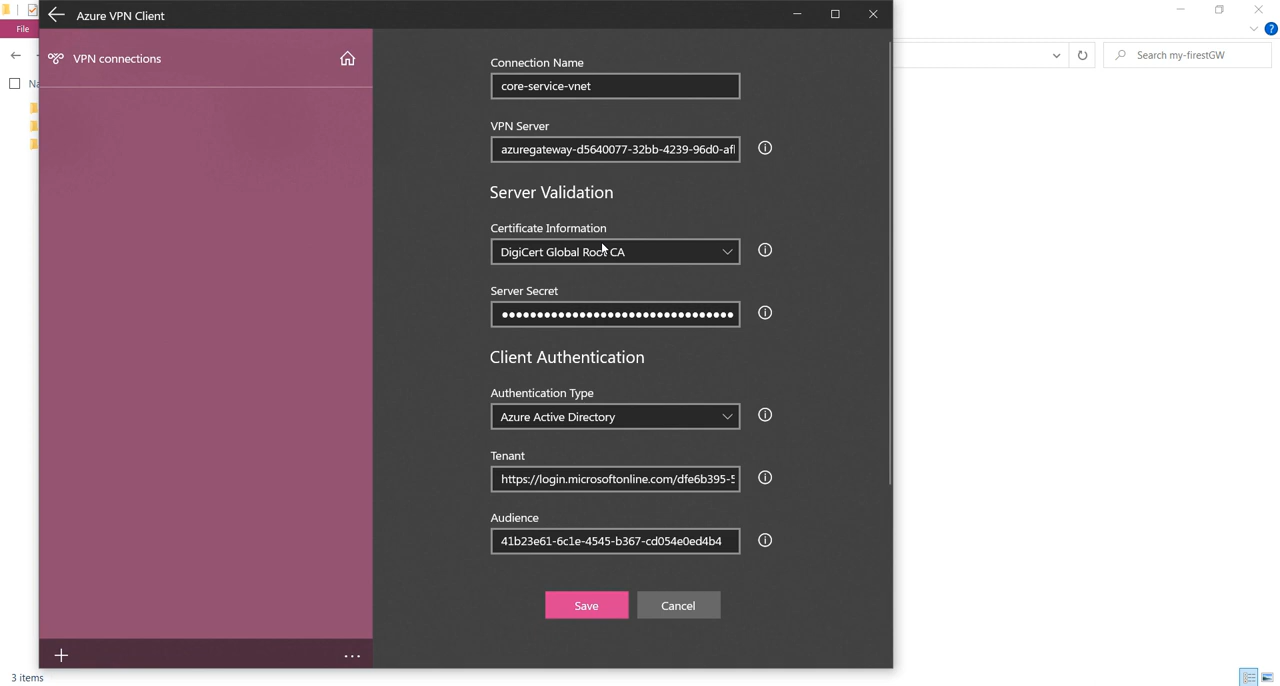 Azure VPN Client
File
VPN connections
Search my-firestGW
Connection Name
core-service-vnet
VPN Server
azuregateway-d5640077-32bb-4239-96d0-afl
Server Validation
Certificate Information
DigiCert Global Root CA
Server Secret
Client Authentication
Authentication Type
Azure Active Directory
Tenant
https://login.microsoftonline.com/dfe6b395-5
Audience
41b23e61-6c1e-4545-b367-cd054e0ed4b4
Save
Cancel
3 items